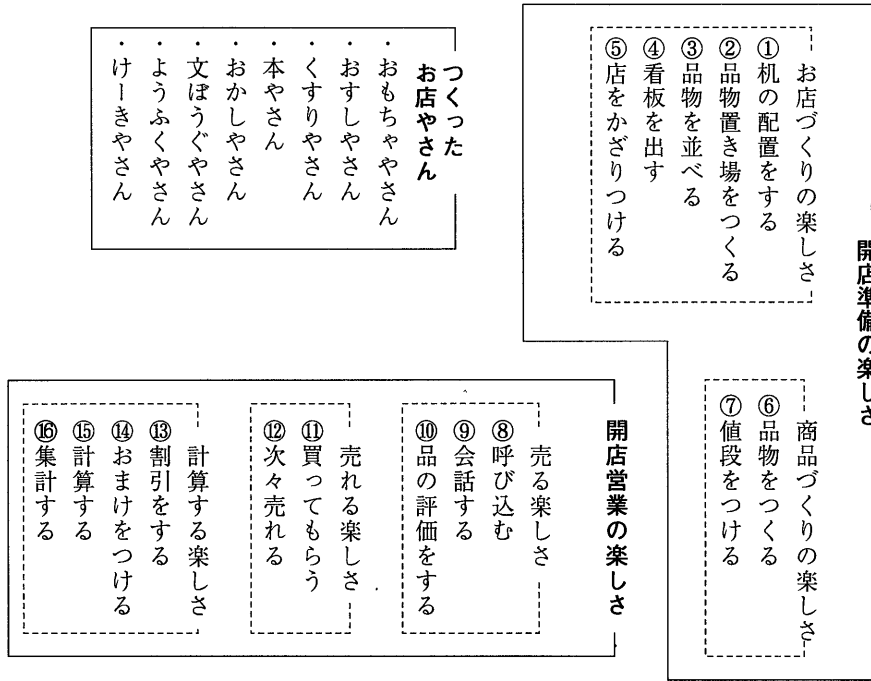 開店準備の楽しさ
お店づくりの楽しさ
①机の配置をする
②品物置き場をつくる
③品物を並べる
④看板を出す
⑤店をかざりつける
商品づくりの楽しさ
⑥品物をつくる
⑦値段をつける
開店営業の楽しさ
売る楽しさ
⑧呼び込む
⑨会話する
⑩品の評価をする
売れる楽しさ
⑪買ってもらう
⑫次々売れる
計算する楽しさ
⑬割引をする
⑭おまけをつける
⑮計算する
⑯集計する
つくった
お店やさん
・おもちゃやさん
・おすしやさん
・くすりやさん
・本やさん
・おかしやさん
・文ぼうぐやさん
・ようふくやさん
・けーきやさん